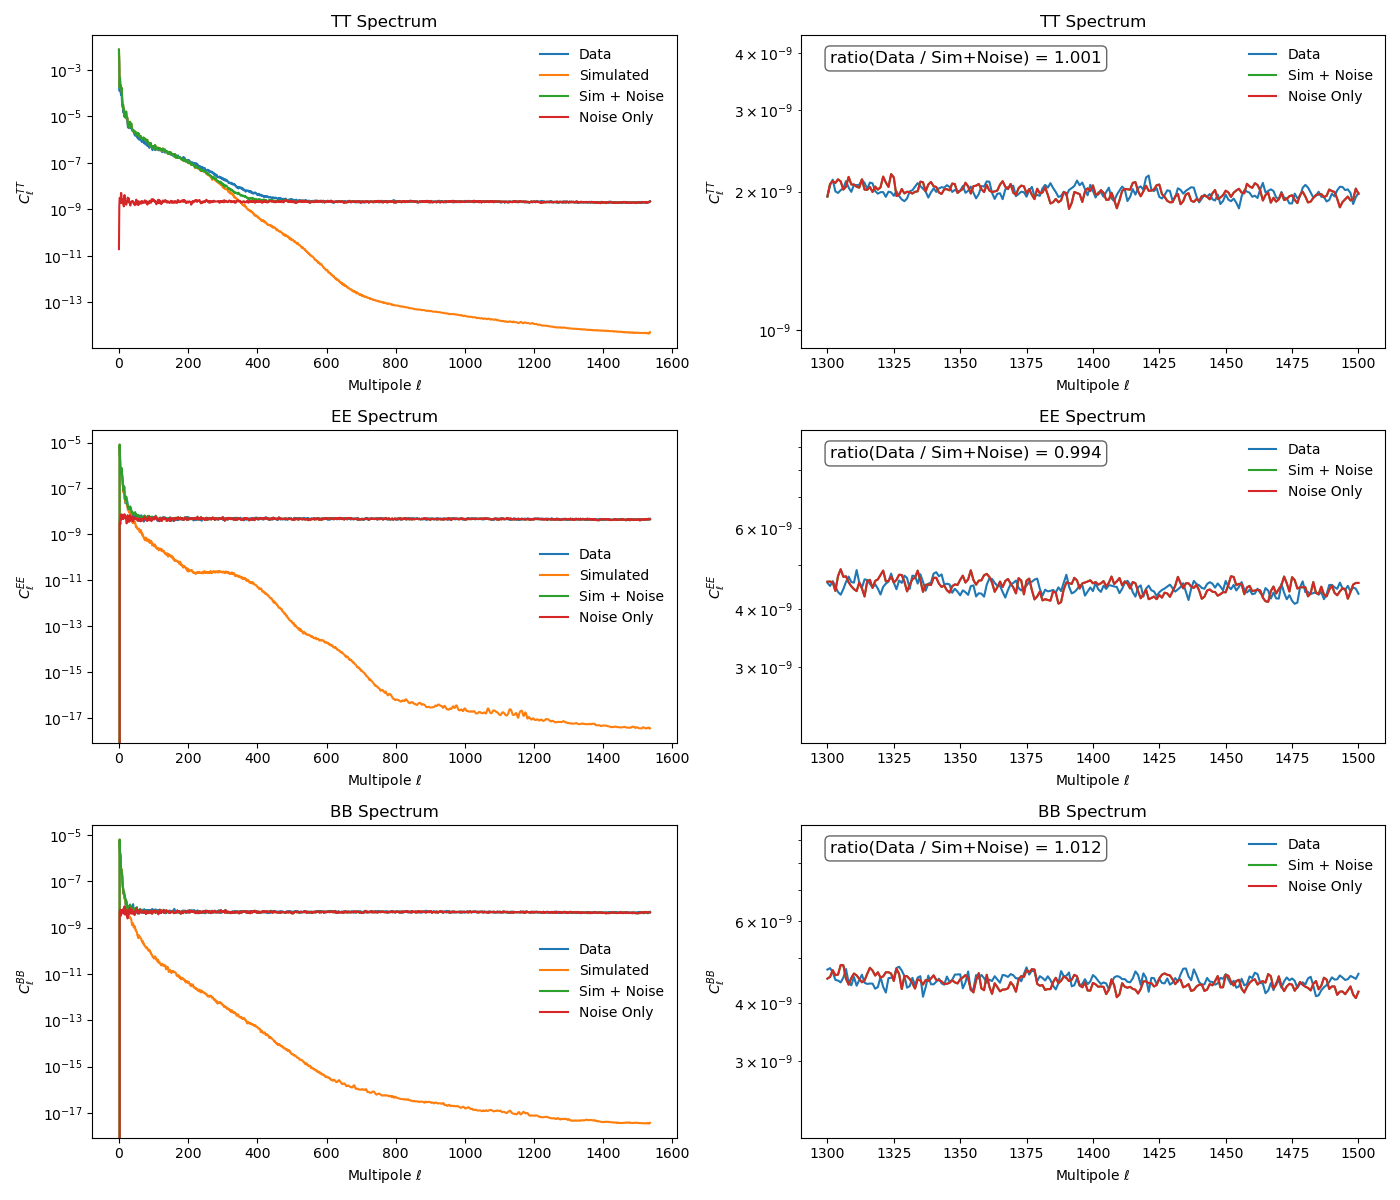 TT Spectrum
Data
Simulated
Sim + Noise
Noise Only
10⁻³
10⁻⁵
10⁻⁷
10⁻⁹
10⁻¹¹
10⁻¹³
C_ℓ^{TT}
0 200 400 600 800 1000 1200 1400 1600
Multipole ℓ
TT Spectrum
ratio(Data / Sim+Noise) = 1.001
Data
Sim + Noise
Noise Only
4 × 10⁻⁹
3 × 10⁻⁹
2 × 10⁻⁹
10⁻⁹
C_ℓ^{TT}
1300 1325 1350 1375 1400 1425 1450 1475 1500
Multipole ℓ
EE Spectrum
10⁻⁵
10⁻⁷
10⁻⁹
10⁻¹¹
10⁻¹³
10⁻¹⁵
10⁻¹⁷
C_ℓ^{EE}
Data
Simulated
Sim + Noise
Noise Only
0 200 400 600 800 1000 1200 1400 1600
Multipole ℓ
EE Spectrum
ratio(Data / Sim+Noise) = 0.994
Data
Sim + Noise
Noise Only
6 × 10⁻⁹
4 × 10⁻⁹
3 × 10⁻⁹
C_ℓ^{EE}
1300 1325 1350 1375 1400 1425 1450 1475 1500
Multipole ℓ
BB Spectrum
10⁻⁵
10⁻⁷
10⁻⁹
10⁻¹¹
10⁻¹³
10⁻¹⁵
10⁻¹⁷
C_ℓ^{BB}
Data
Simulated
Sim + Noise
Noise Only
0 200 400 600 800 1000 1200 1400 1600
Multipole ℓ
BB Spectrum
ratio(Data / Sim+Noise) = 1.012
Data
Sim + Noise
Noise Only
6 × 10⁻⁹
4 × 10⁻⁹
3 × 10⁻⁹
C_ℓ^{BB}
1300 1325 1350 1375 1400 1425 1450 1475 1500
Multipole ℓ